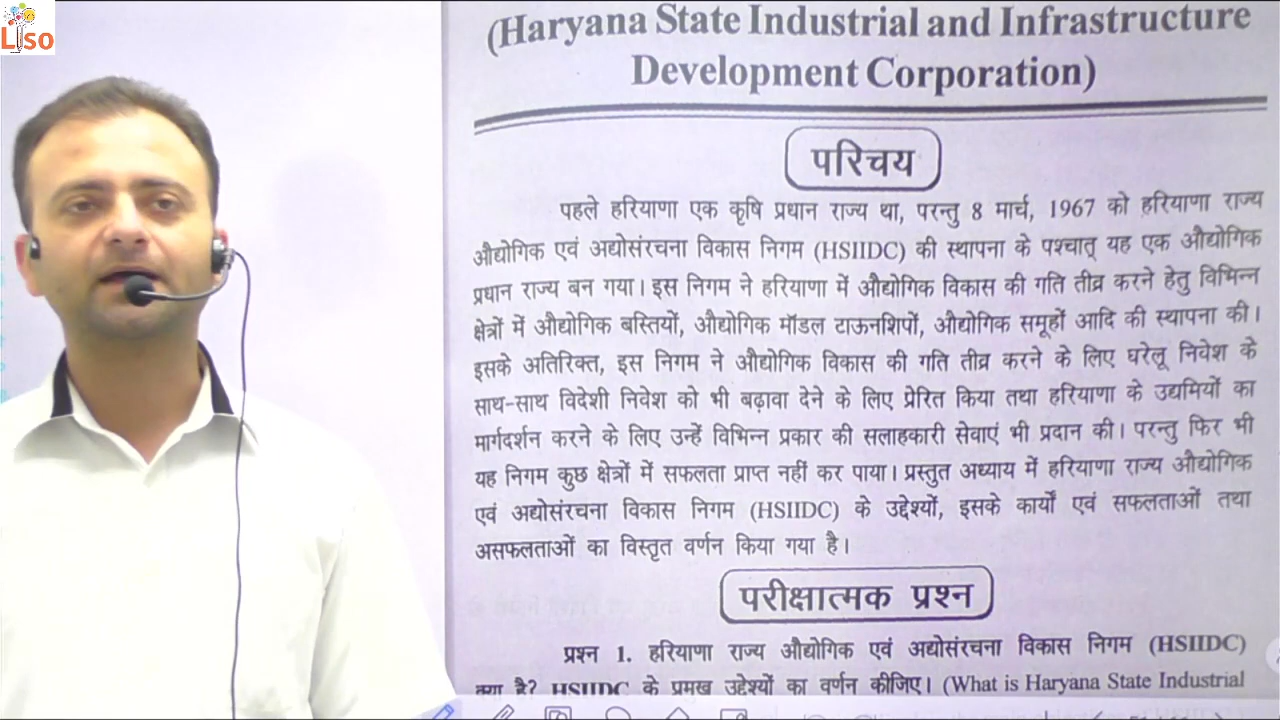 Liso
(Haryana State Industrial and Infrastructure
Development Corporation)
परिचय
पहले हरियाणा एक कृषि प्रधान राज्य था, परन्तु 8 मार्च, 1967 को हरियाणा राज्य
औद्योगिक एवं अद्योसंरचना विकास निगम (HSIIDC) की स्थापना के पश्चात् यह एक औद्योगिक
प्रधान राज्य बन गया। इस निगम ने हरियाणा में औद्योगिक विकास की गति तीव्र करने हेतु विभिन्न
क्षेत्रों में औद्योगिक बस्तियों, औद्योगिक मॉडल टाऊनशिपों, औद्योगिक समूहों आदि की स्थापना की।
इसके अतिरिक्त, इस निगम ने औद्योगिक विकास की गति तीव्र करने के लिए घरेलू निवेश के
साथ-साथ विदेशी निवेश को भी बढ़ावा देने के लिए प्रेरित किया तथा हरियाणा के उद्यमियों का
मार्गदर्शन करने के लिए उन्हें विभिन्न प्रकार की सलाहकारी सेवाएं भी प्रदान की। परन्तु फिर भी
यह निगम कुछ क्षेत्रों में सफलता प्राप्त नहीं कर पाया। प्रस्तुत अध्याय में हरियाणा राज्य औद्योगिक
एवं अद्योसंरचना विकास निगम (HSIIDC) के उद्देश्यों, इसके कार्यों एवं सफलताओं तथा
असफलताओं का विस्तृत वर्णन किया गया है।
परीक्षात्मक प्रश्न
प्रश्न 1. हरियाणा राज्य औद्योगिक एवं अद्योसंरचना विकास निगम (HSIIDC)
क्या है? HSIIDC के प्रमुख उद्देश्यों का वर्णन कीजिए। (What is Haryana State Industrial